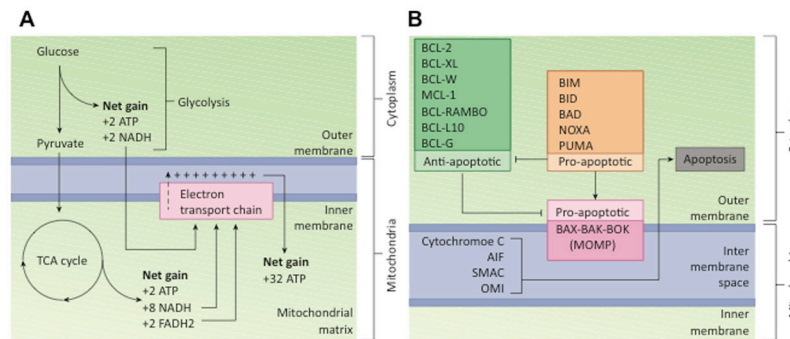 A
Glucose
Net gain
+2 ATP
+2 NADH
Glycolysis
Pyruvate
Outer
membrane
Cytoplasm
+ + + + + + + + + +
Electron
transport chain
Inner
membrane
TCA cycle
Net gain
+2 ATP
+8 NADH
+2 FADH2
Net gain
+32 ATP
Mitochondrial
matrix
Mitochondria
B
BCL-2
BCL-XL
BCL-W
MCL-1
BCL-RAMBO
BCL-L10
BCL-G
Anti-apoptotic
BIM
BID
BAD
NOXA
PUMA
Pro-apoptotic
Apoptosis
Outer
membrane
Pro-apoptotic
BAX-BAK-BOK
(MOMP)
Cytochromoe C
AIF
SMAC
OMI
Inter
membrane
space
Inner
membrane